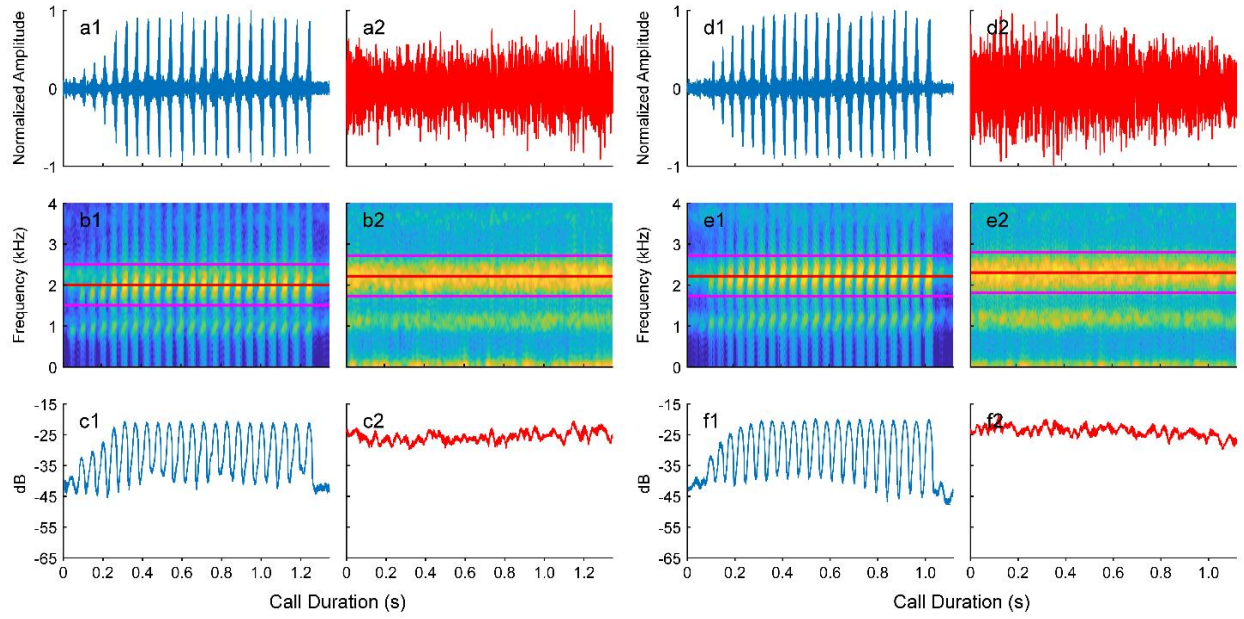 Normalized Amplitude
1
0
-1
a1
a2
Normalized Amplitude
1
0
-1
d1
d2
Frequency (kHz)
4
3
2
1
0
b1
b2
Frequency (kHz)
4
3
2
1
0
e1
e2
dB
-15
-25
-35
-45
-55
-65
c1
c2
dB
-15
-25
-35
-45
-55
-65
f1
f2
0 0.2 0.4 0.6 0.8 1.0 1.2
0 0.2 0.4 0.6 0.8 1.0 1.2
0 0.2 0.4 0.6 0.8 1.0
0 0.2 0.4 0.6 0.8 1.0
Call Duration (s)
Call Duration (s)